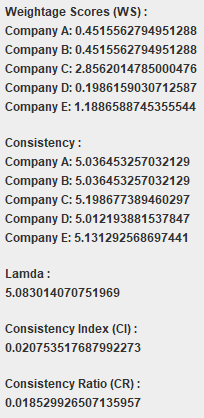 Weightage Scores (WS) :
Company A: 0.4515562794951288
Company B: 0.4515562794951288
Company C: 2.8562014785000476
Company D: 0.1986159030712587
Company E: 1.1886588745355544
Consistency :
Company A: 5.036453257032129
Company B: 5.036453257032129
Company C: 5.198677389460297
Company D: 5.012193881537847
Company E: 5.131292568697441
Lamda :
5.083014070751969
Consistency Index (CI) :
0.020753517687992273
Consistency Ratio (CR) :
0.018529926507135957